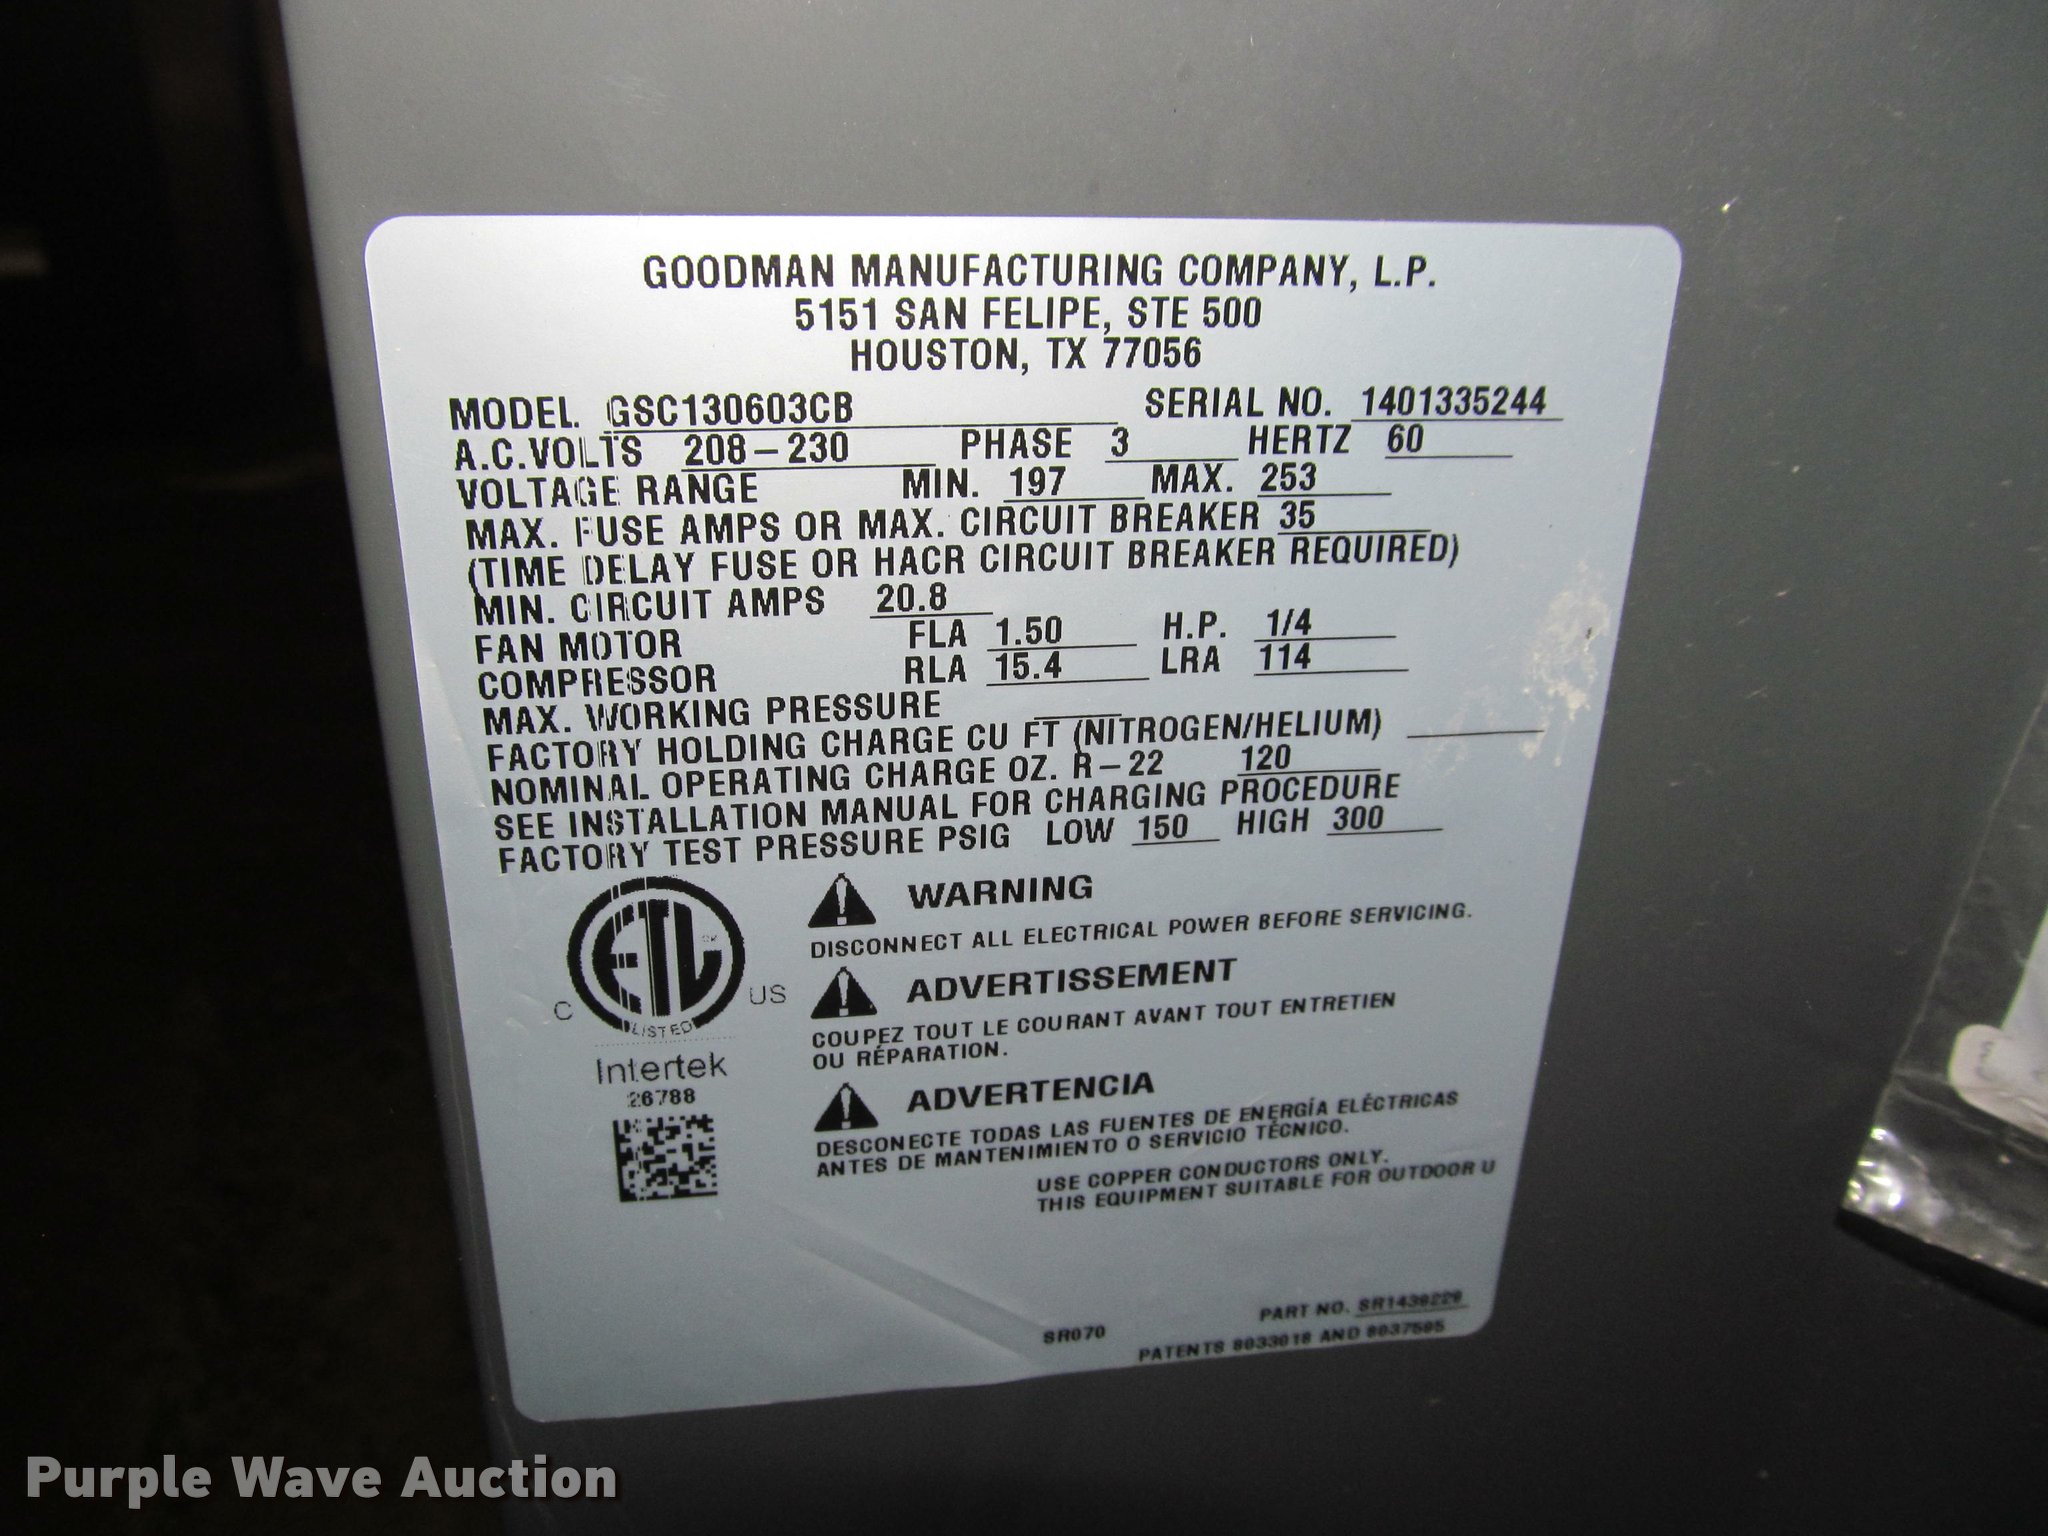 GOODMAN MANUFACTURING COMPANY, L.P.
5151 SAN FELIPE, STE 500
HOUSTON, TX 77056
MODEL GSC130603CB SERIAL NO. 1401335244
A.C.VOLTS 208-230 PHASE 3 HERTZ 60
VOLTAGE RANGE MIN. 197 MAX. 253
MAX. FUSE AMPS OR MAX. CIRCUIT BREAKER 35
(TIME DELAY FUSE OR HACR CIRCUIT BREAKER REQUIRED)
MIN. CIRCUIT AMPS 20.8
FAN MOTOR FLA 1.50 H.P. 1/4
COMPRESSOR RLA 15.4 LRA 114
MAX. WORKING PRESSURE
FACTORY HOLDING CHARGE CU FT (NITROGEN/HELIUM)
NOMINAL OPERATING CHARGE OZ. R-22 120
SEE INSTALLATION MANUAL FOR CHARGING PROCEDURE
FACTORY TEST PRESSURE PSIG LOW 150 HIGH 300
C ETL US
LISTED
Intertek
26788
WARNING
DISCONNECT ALL ELECTRICAL POWER BEFORE SERVICING.
ADVERTISSEMENT
COUPEZ TOUT LE COURANT AVANT TOUT ENTRETIEN
OU RÉPARATION.
ADVERTENCIA
DESCONECTE TODAS LAS FUENTES DE ENERGÍA ELÉCTRICAS
ANTES DE MANTENIMIENTO O SERVICIO TÉCNICO.
USE COPPER CONDUCTORS ONLY.
THIS EQUIPMENT SUITABLE FOR OUTDOOR U
PART NO. SR1439229
SR070
PATENTS 8033018 AND 8037585
Purple Wave Auction